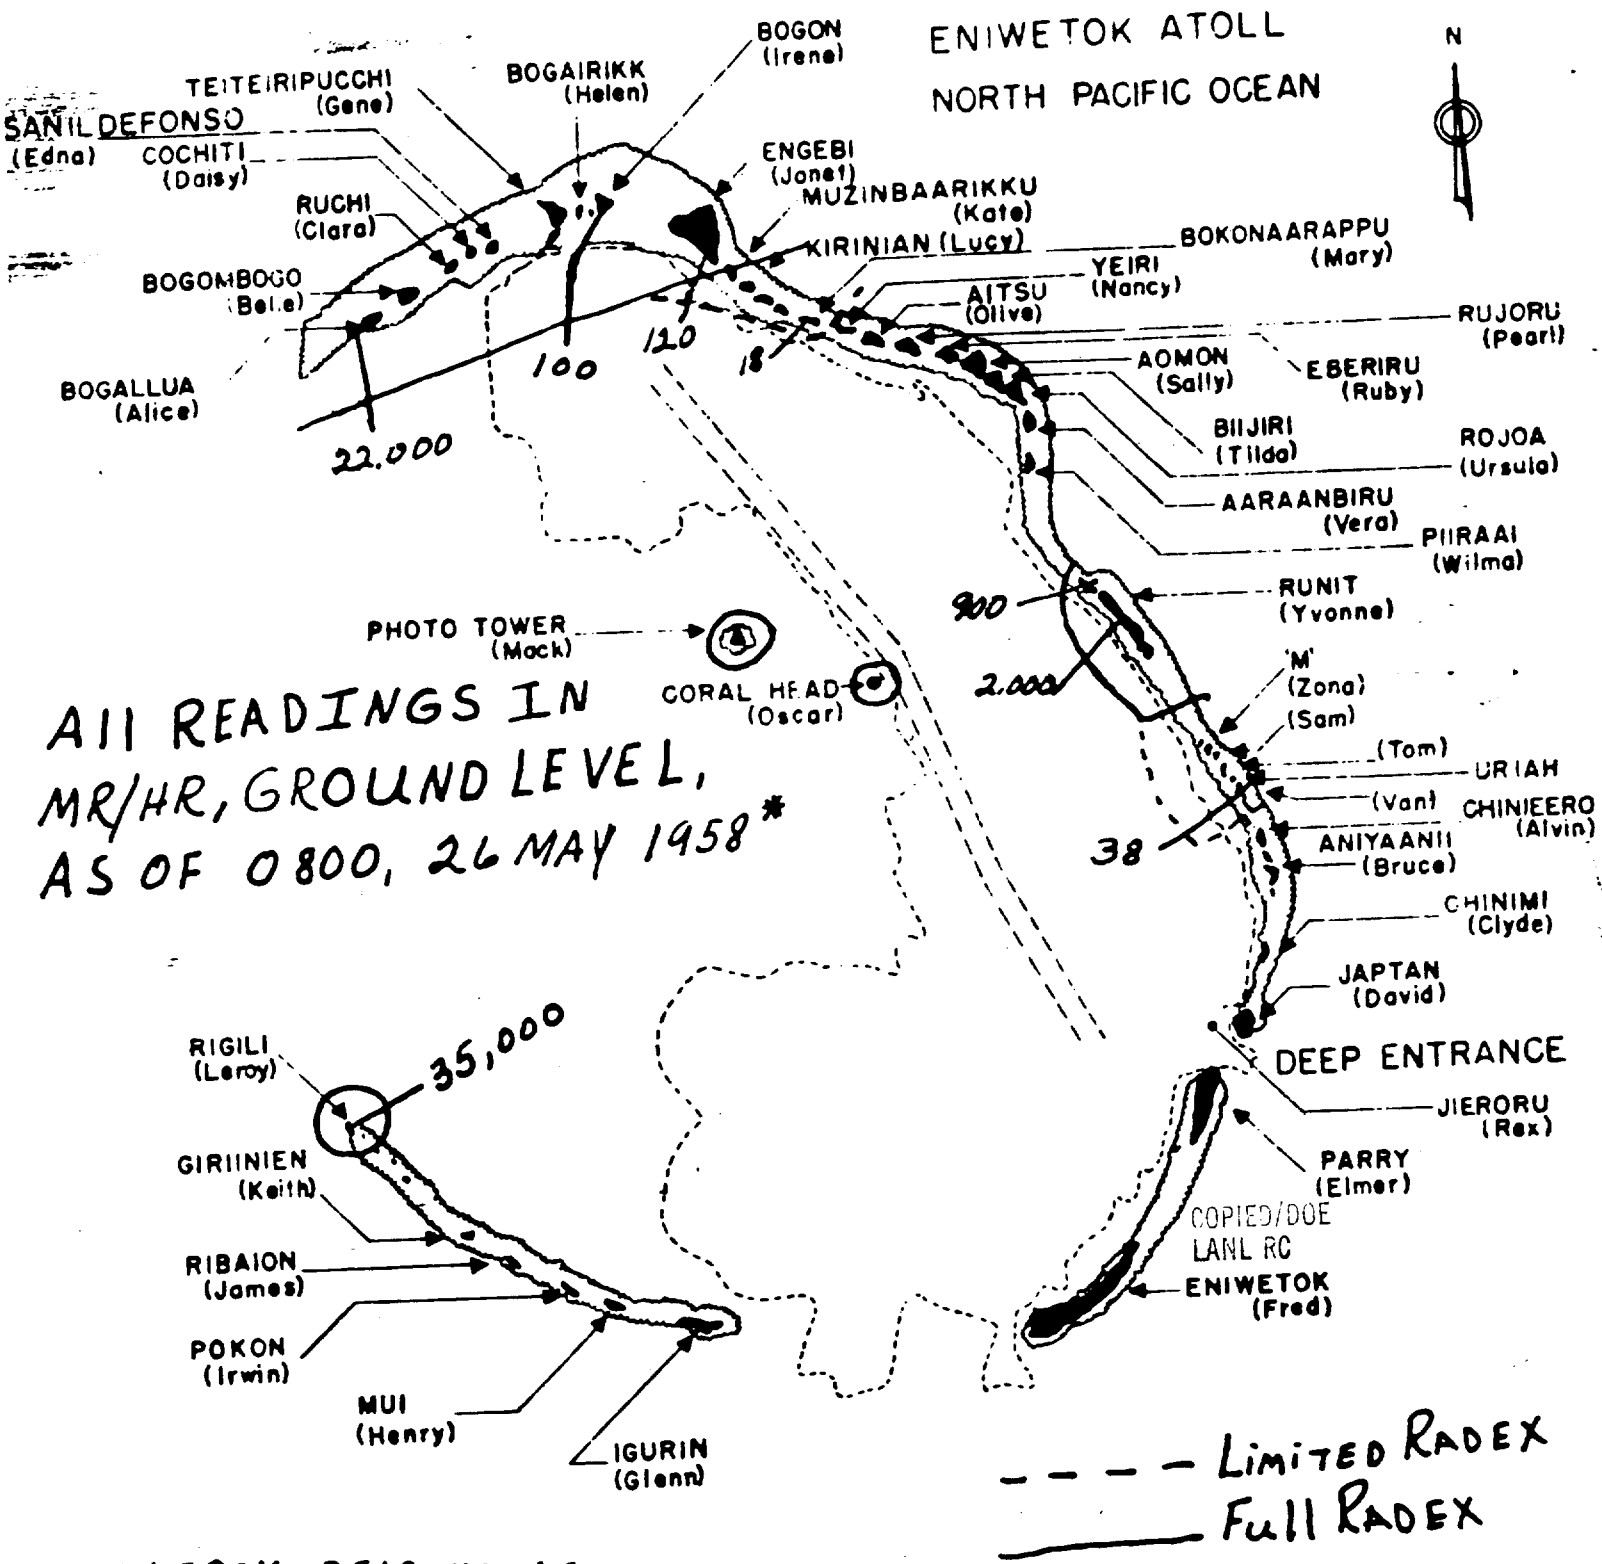 ENIWETOK ATOLL
NORTH PACIFIC OCEAN
N
BOGON
(Irene)
BOGAIRIKK
(Helen)
TEITEIRIPUCCHI
(Gene)
SANILDEFONSO
(Edna)
COCHITI
(Daisy)
RUCHI
(Clara)
BOGOMBOGO
BOGALLUA
(Alice)
ENGEBI
(Janet)
MUZINBAARIKKU
(Kate)
KIRINIAN (Lucy)
BOKONAARAPPU
(Mary)
YEIRI
(Nancy)
AITSU
(Olive)
RUJORU
(Pearl)
EBERIRU
(Ruby)
AOMON
(Sally)
BIIJIRI
(Tilda)
ROJOA
(Ursula)
AARAANBIRU
(Vera)
PIIRAAI
(Wilma)
RUNIT
(Yvonne)
22.000
100
120
18
900
2.000
PHOTO TOWER
(Mack)
CORAL HEAD
(Oscar)
'M'
(Zona)
(Sam)
(Tom)
URIAH
(Van)
CHINIEERO
(Alvin)
ANIYAANII
(Bruce)
CHINIMI
(Clyde)
JAPTAN
(David)
38
All READINGS IN
MR/HR, GROUND LEVEL,
AS OF 0800, 26 MAY 1958*
DEEP ENTRANCE
JIERORU
(Rex)
PARRY
(Elmer)
COPIED/DOE
LANL RC
ENIWETOK
(Fred)
35,000
RIGILI
(Leroy)
GIRIINIEN
(Keith)
RIBAION
(James)
POKON
(Irwin)
MUI
(Henry)
IGURIN
(Glenn)
LIMITED RADEX
Full RADEX